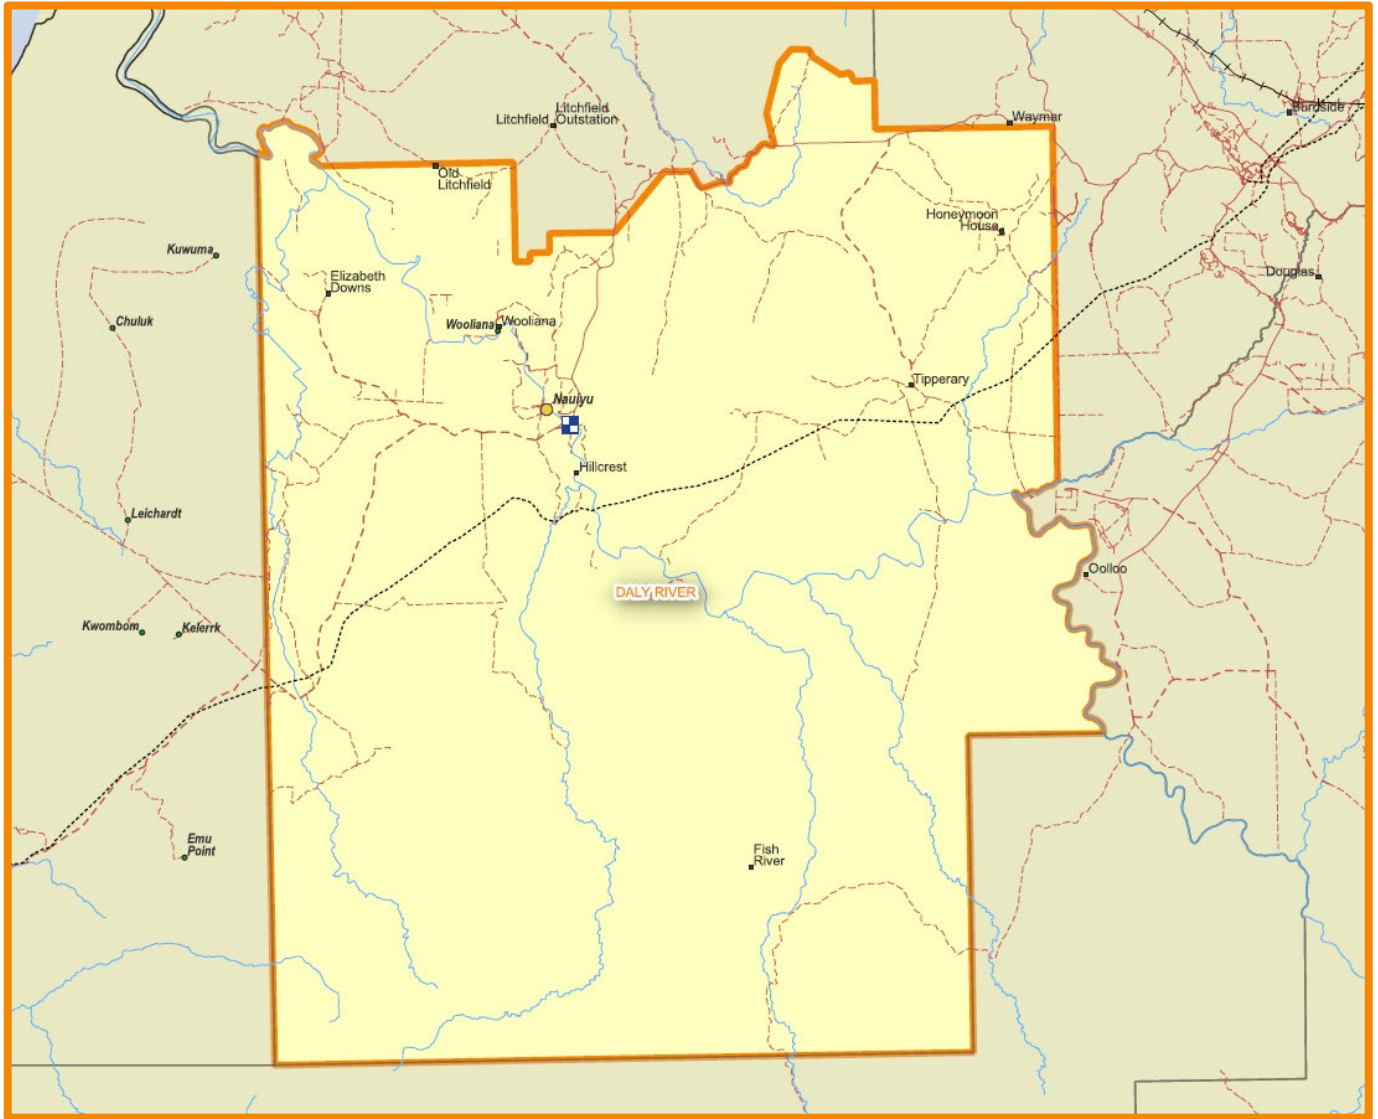 Litchfield
Litchfield Outstation
Waymar
Burnside
Old
Litchfield
Honeymoon
House
Kuwuma
Elizabeth
Downs
Douglas
Chuluk
Wooliana
Wooliana
Tipperary
Nauiyu
Hillcrest
Leichardt
Oolloo
DALY RIVER
Kwombom
Kelerrk
Emu
Point
Fish
River